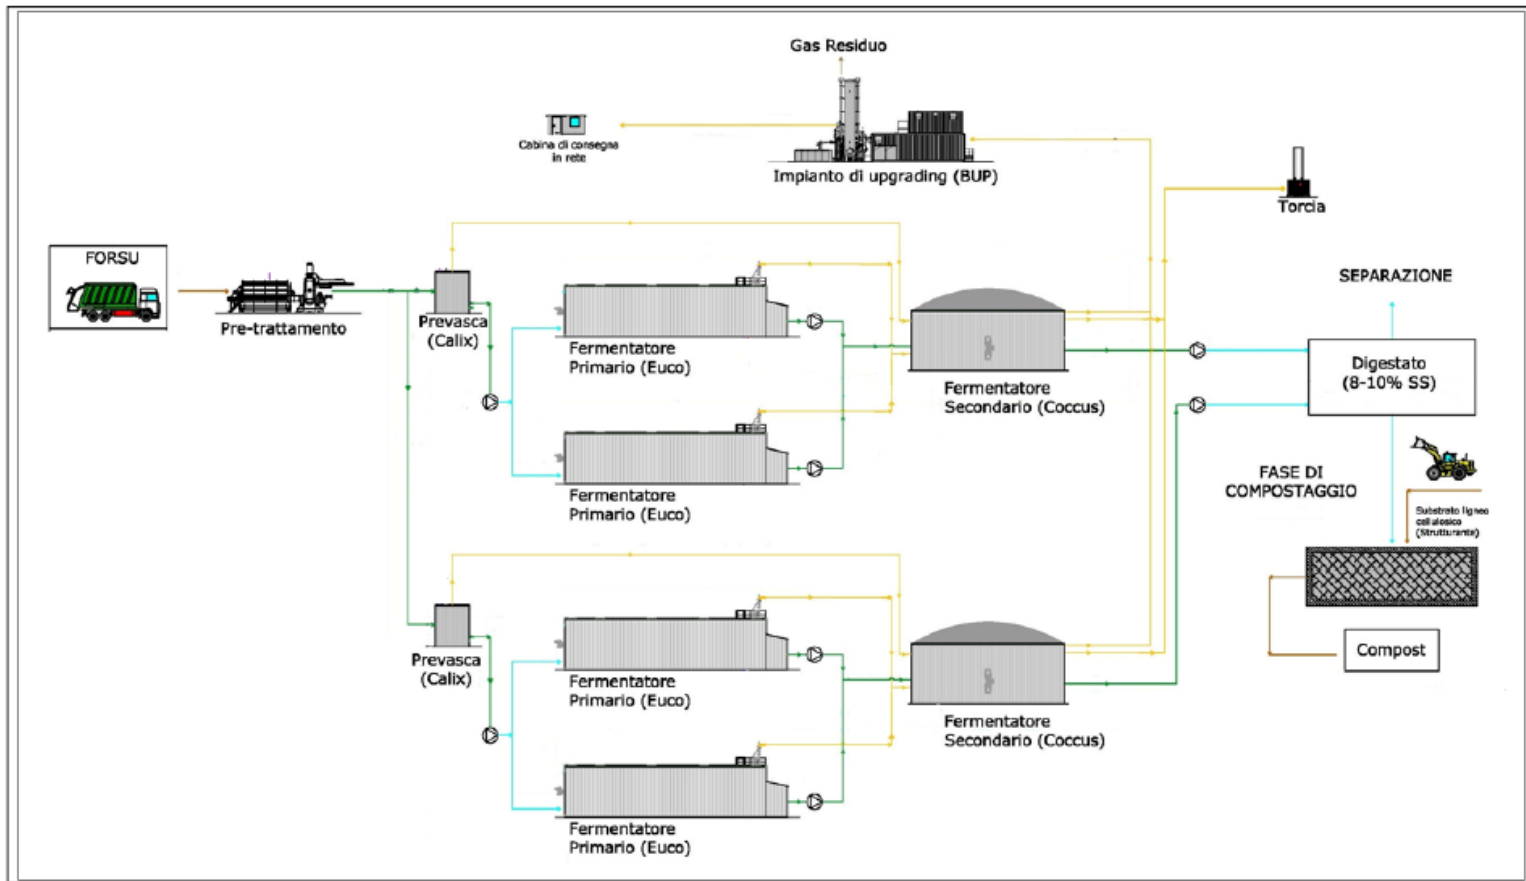 Gas Residuo
Cabina di consegna
in rete
Impianto di upgrading (BUP)
Torcia
FORSU
Pre-trattamento
Prevasca
(Calix)
Fermentatore
Primario (Euco)
Fermentatore
Secondario (Coccus)
SEPARAZIONE
Digestato
(8-10% SS)
Fermentatore
Primario (Euco)
FASE DI
COMPOSTAGGIO
Substrato ligneo
cellulosico
(Strutturante)
Prevasca
(Calix)
Fermentatore
Primario (Euco)
Fermentatore
Secondario (Coccus)
Compost
Fermentatore
Primario (Euco)